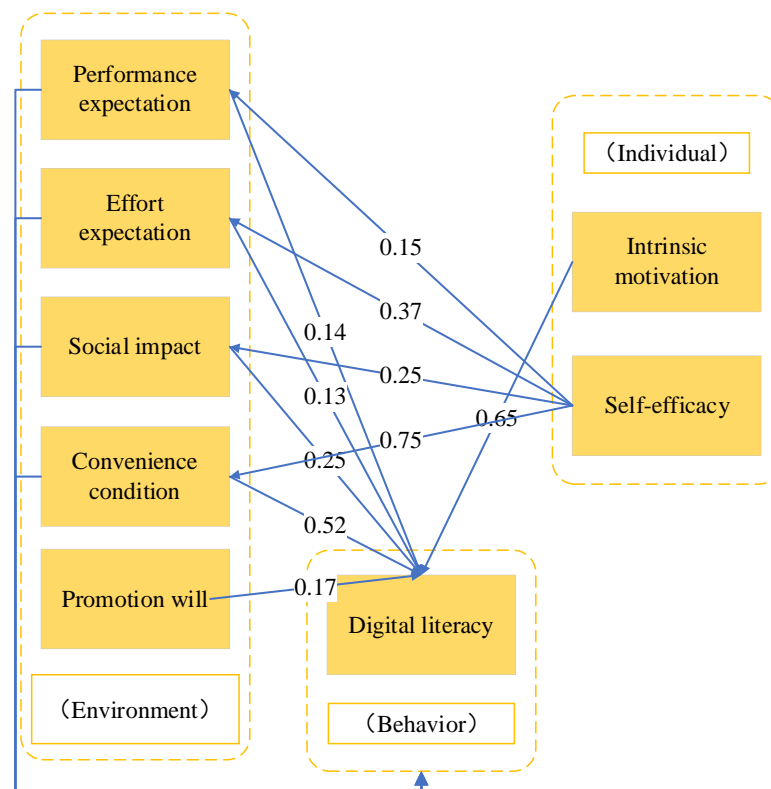 Performance
expectation
Effort
expectation
Social impact
Convenience
condition
Promotion will
（Environment）
0.15
0.37
0.14
0.25
0.13
0.65
0.75
0.25
0.52
0.17
Digital literacy
（Behavior）
（Individual）
Intrinsic
motivation
Self-efficacy